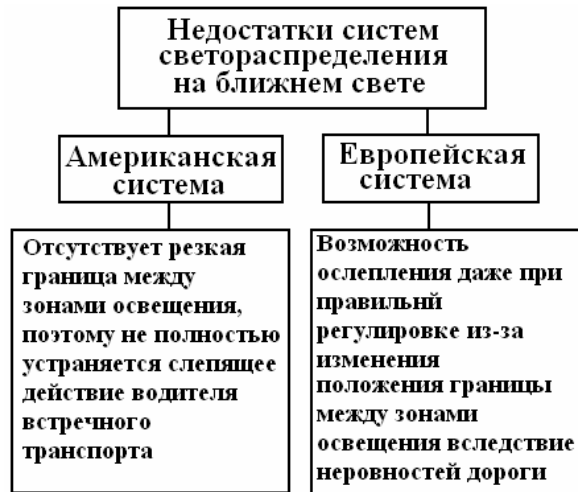 Недостатки систем
светораспределения
на ближнем свете
Американская
система
Европейская
система
Отсутствует резкая
граница между
зонами освещения,
поэтому не полностью
устраняется слепящее
действие водителя
встречного
транспорта
Возможность
ослепления даже при
правильнй
регулировке из-за
изменения
положения границы
между зонами
освещения вследствие
неровностей дороги